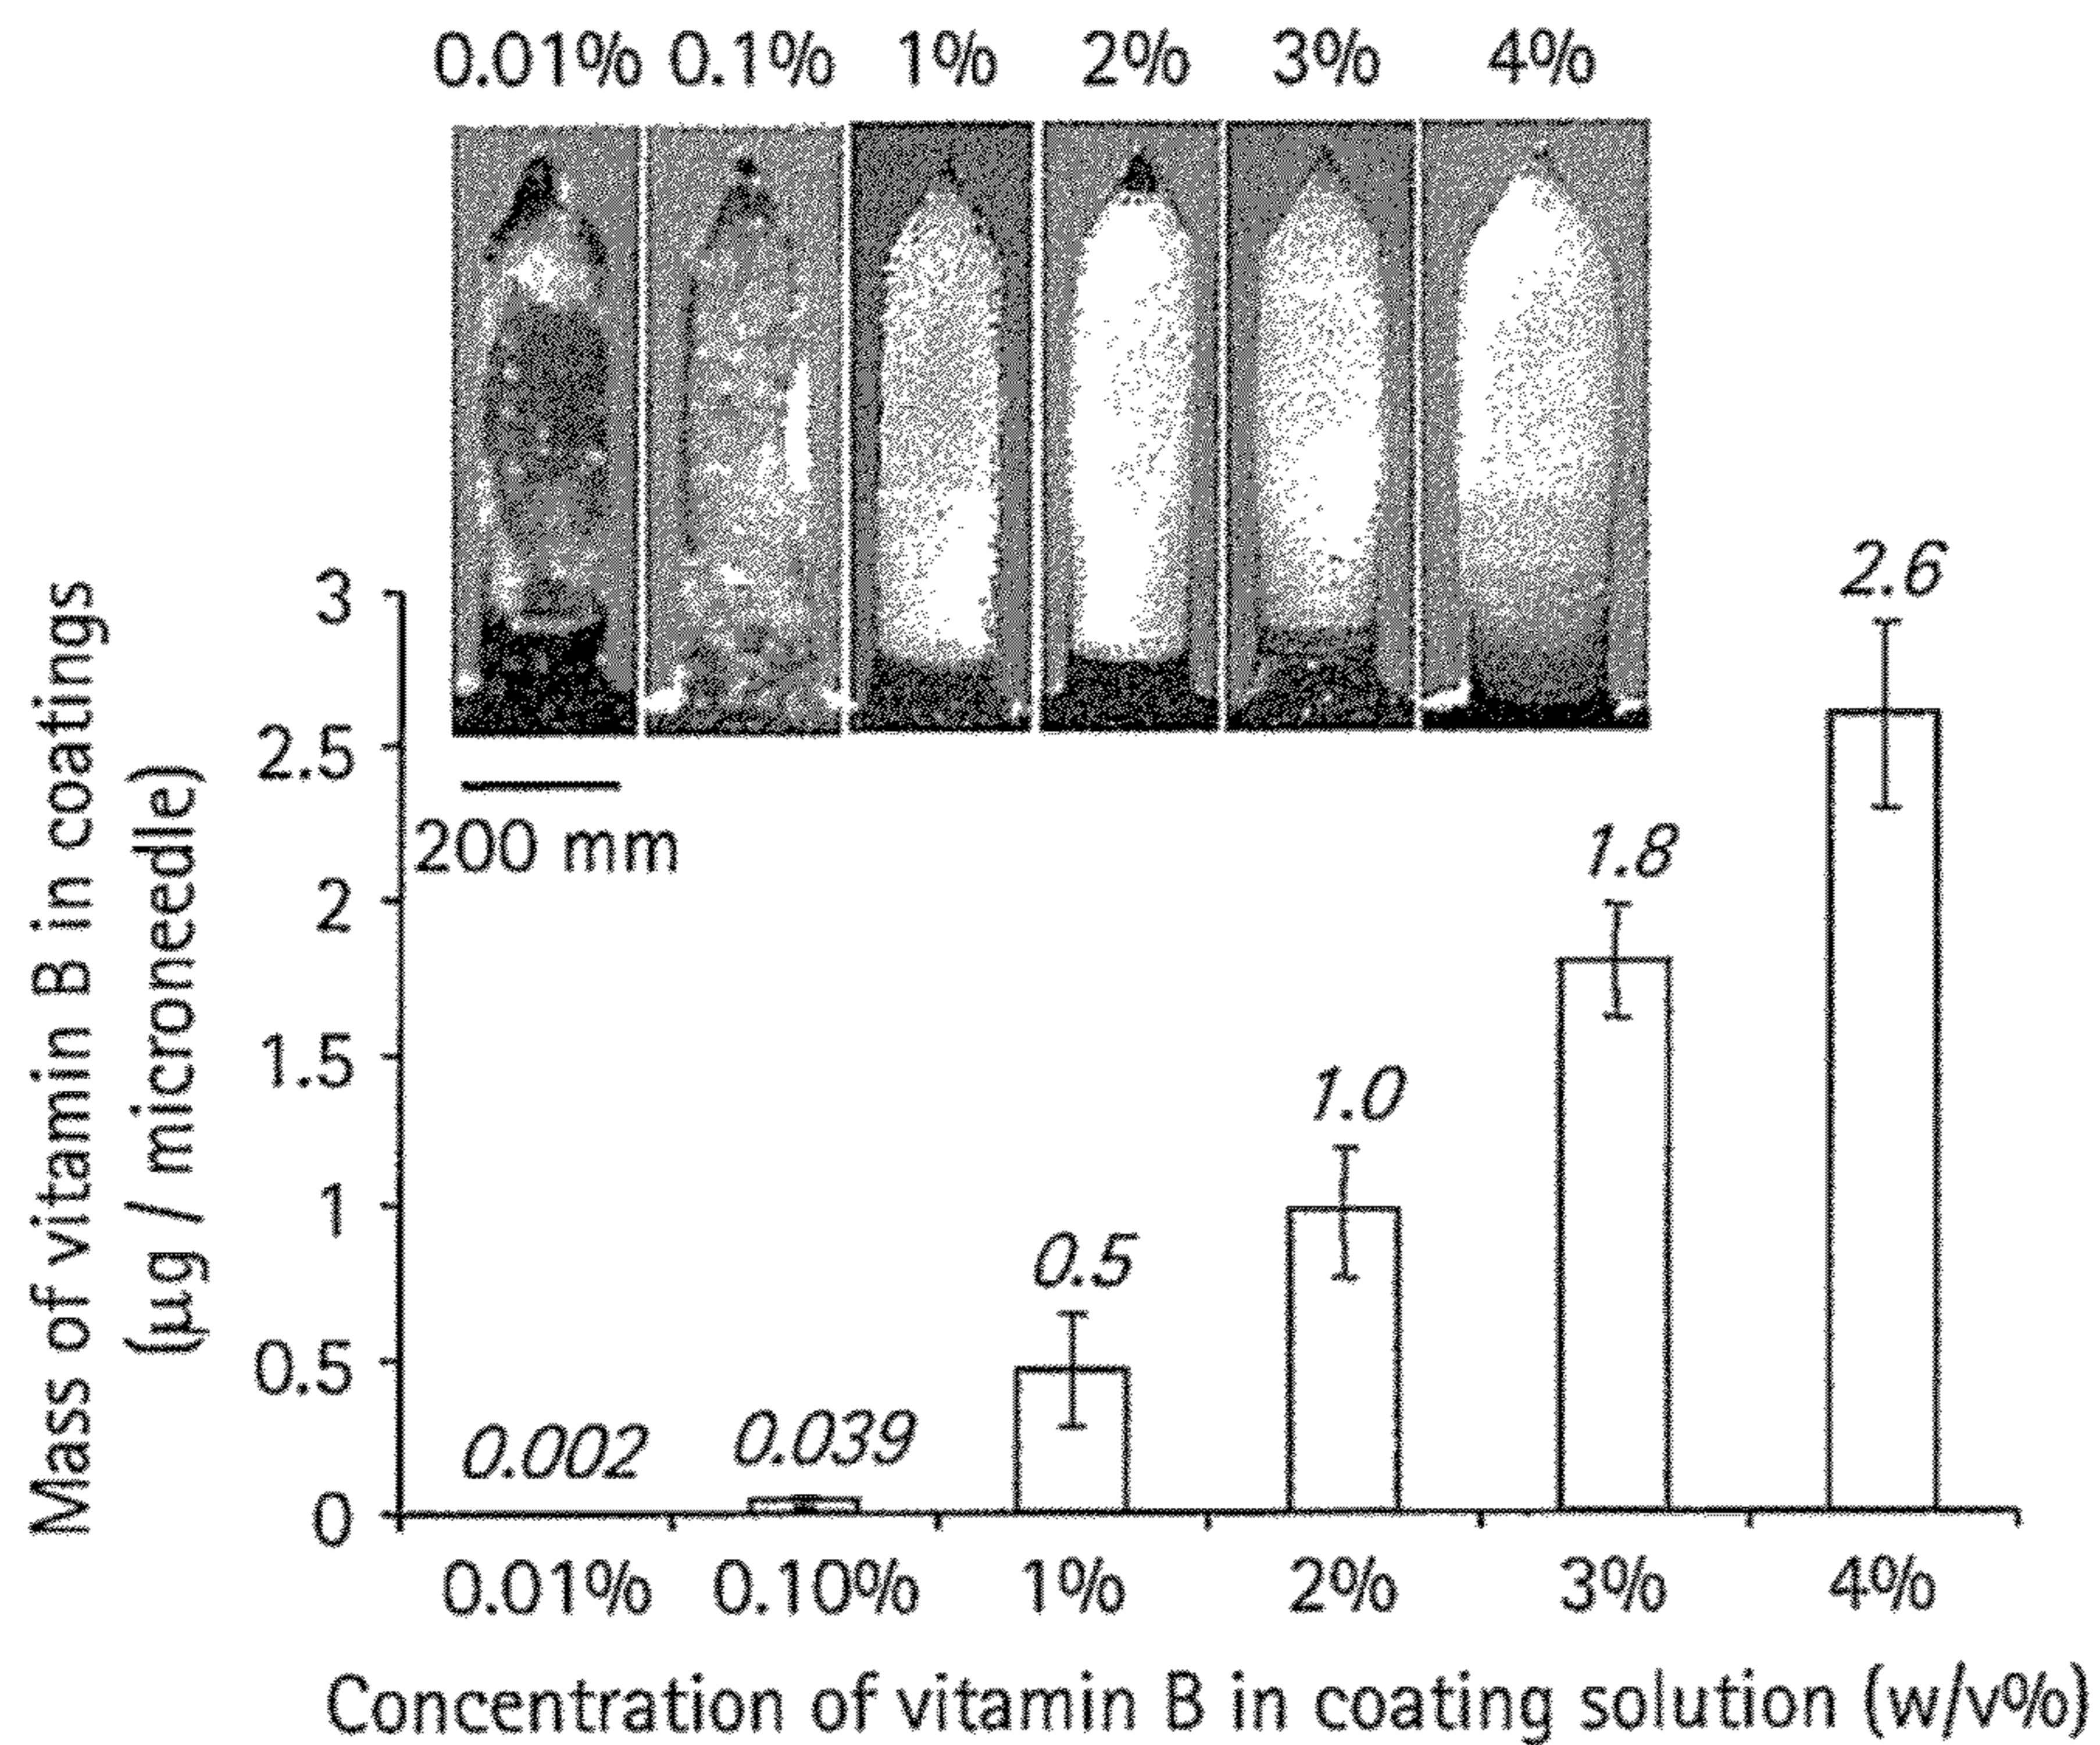 0.01% 0.1% 1% 2% 3% 4%
Mass of vitamin B in coatings
(µg / microneedle)
3
2.5
2
1.5
1
0.5
0
200 mm
0.002
0.039
0.5
1.0
1.8
2.6
0.01% 0.10% 1% 2% 3% 4%
Concentration of vitamin B in coating solution (w/v%)